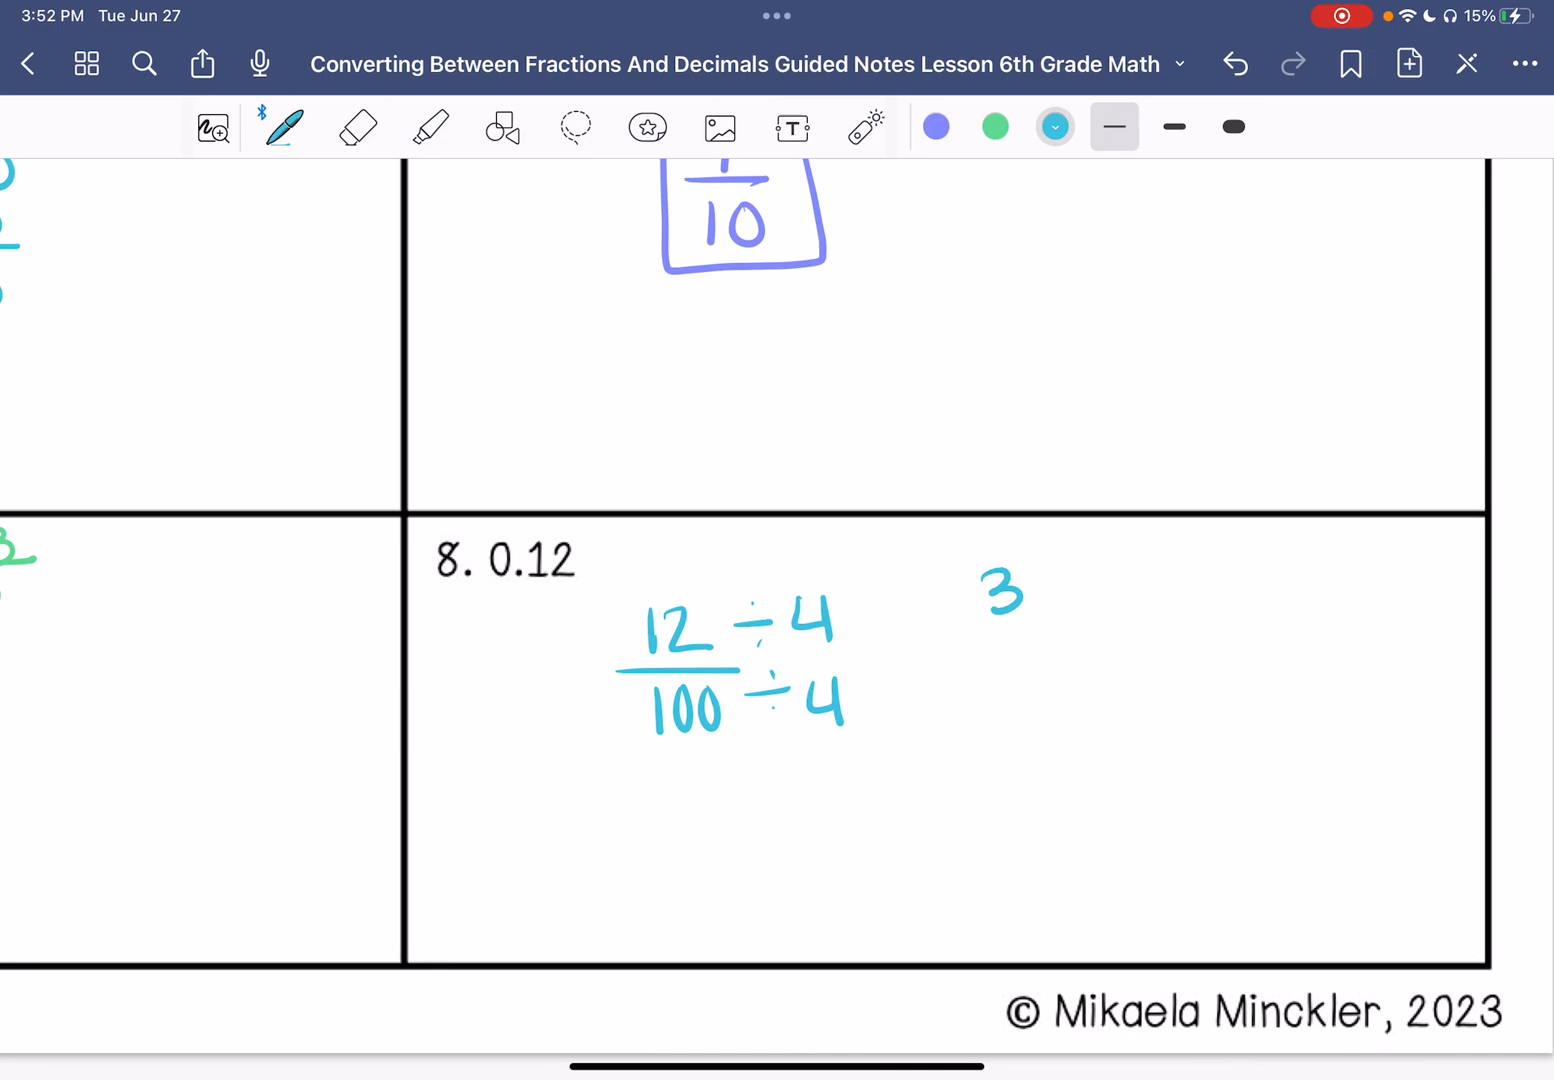 3:52 PM Tue Jun 27
15%
Converting Between Fractions And Decimals Guided Notes Lesson 6th Grade Math
T
10
8. 0.12
12 ÷ 4
100 ÷ 4
3
© Mikaela Minckler, 2023